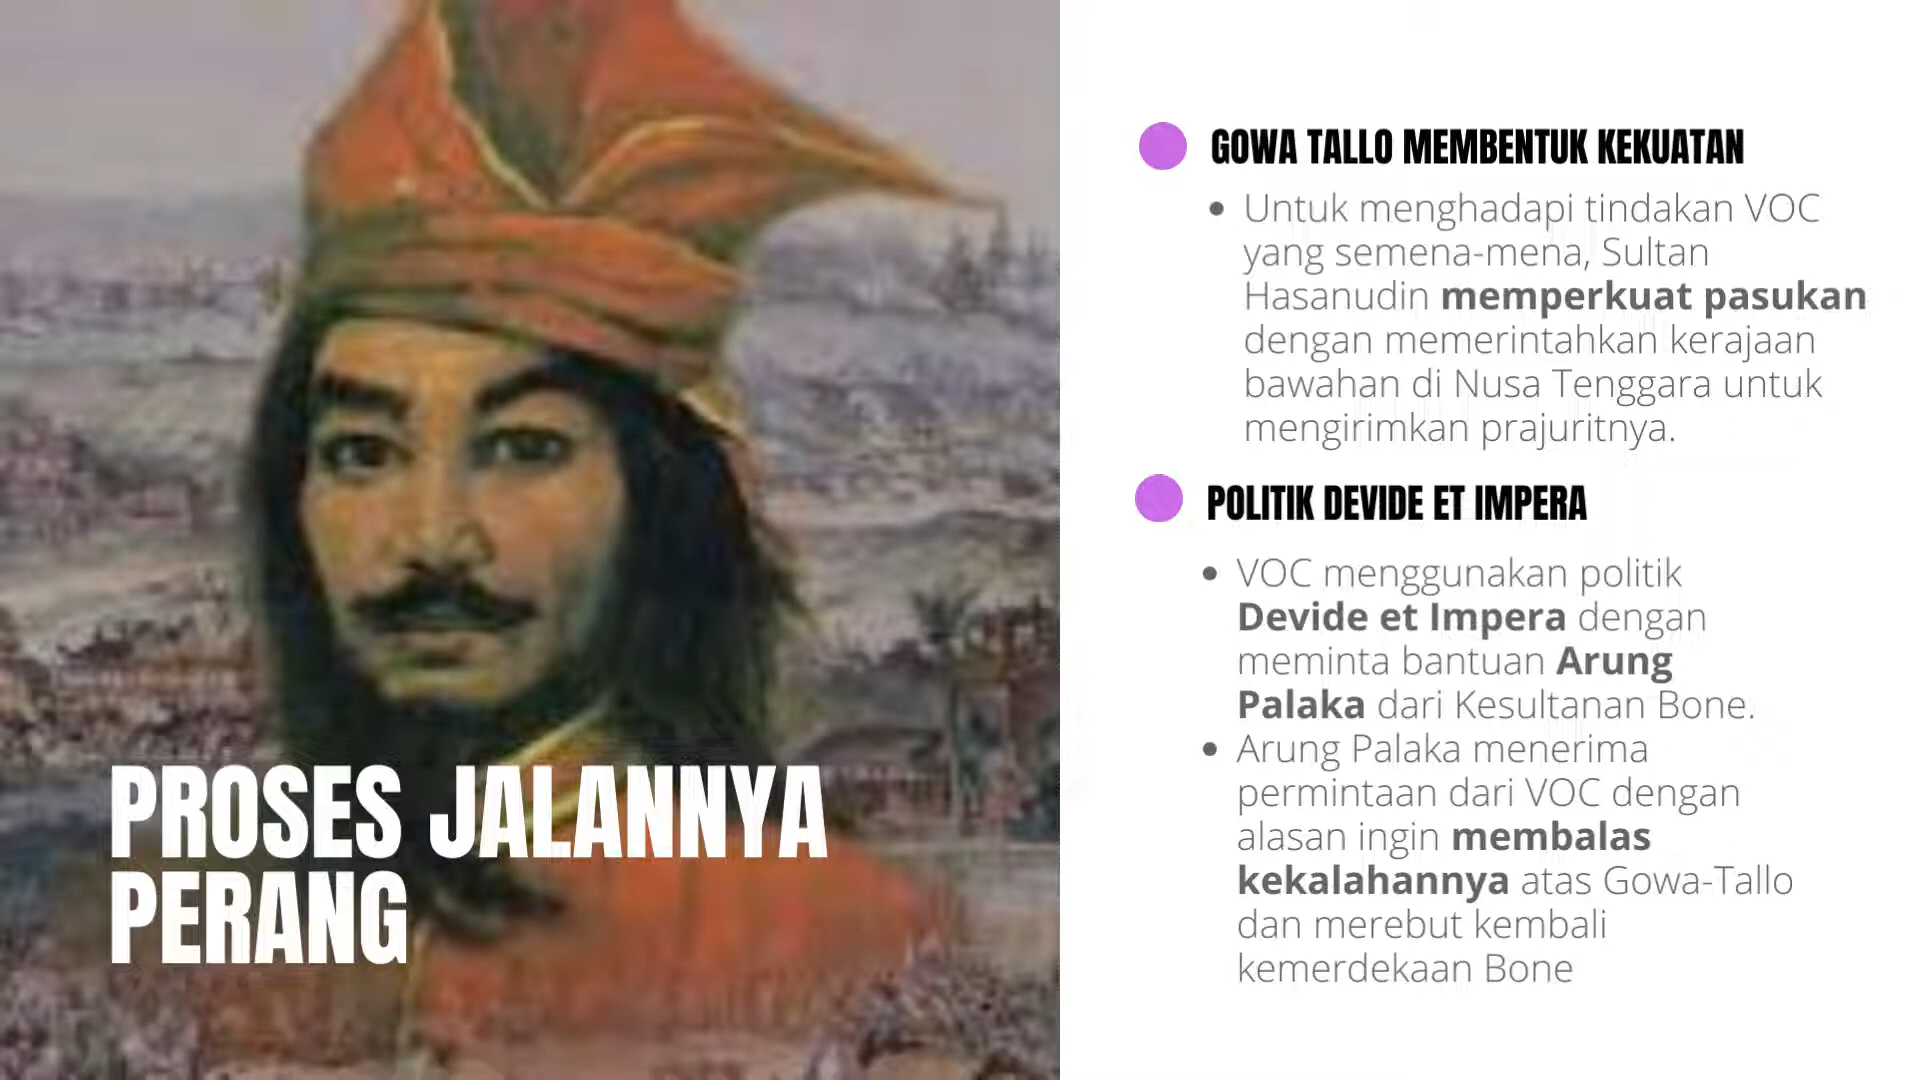 PROSES JALANNYA
PERANG
GOWA TALLO MEMBENTUK KEKUATAN
• Untuk menghadapi tindakan VOC
yang semena-mena, Sultan
Hasanudin memperkuat pasukan
dengan memerintahkan kerajaan
bawahan di Nusa Tenggara untuk
mengirimkan prajuritnya.
POLITIK DEVIDE ET IMPERA
• VOC menggunakan politik
Devide et Impera dengan
meminta bantuan Arung
Palaka dari Kesultanan Bone.
• Arung Palaka menerima
permintaan dari VOC dengan
alasan ingin membalas
kekalahannya atas Gowa-Tallo
dan merebut kembali
kemerdekaan Bone